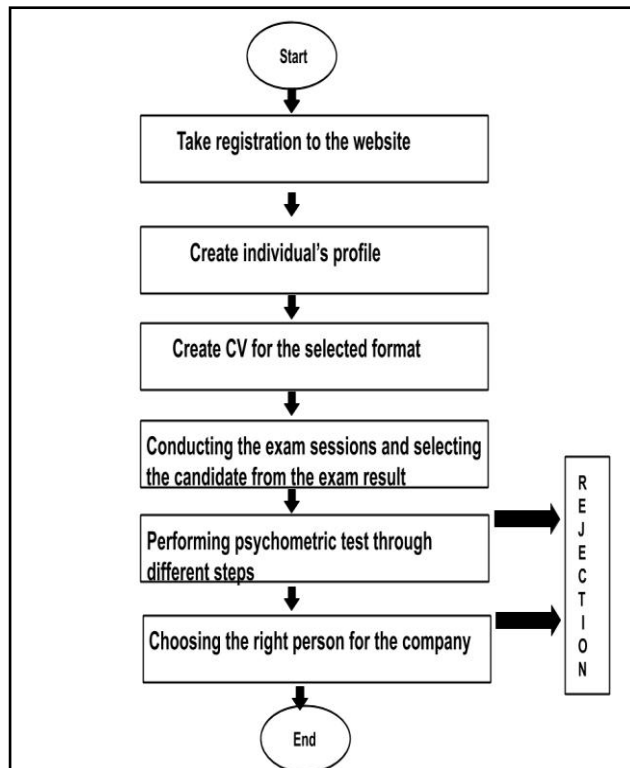 Start
Take registration to the website
Create individual's profile
Create CV for the selected format
Conducting the exam sessions and selecting
the candidate from the exam result
Performing psychometric test through
different steps
Choosing the right person for the company
End
REJECTION